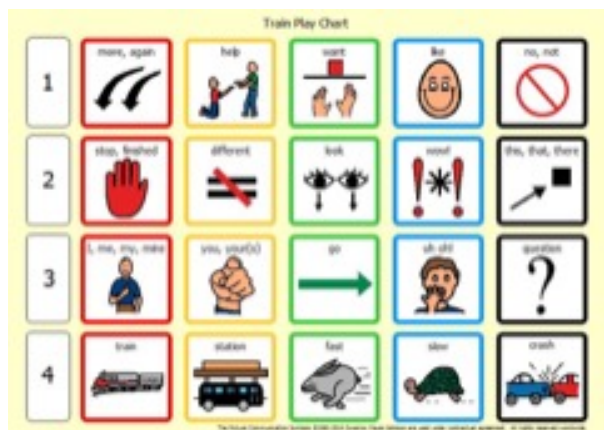 Train Play Chart
1 more, again help want like no, not
2 stop, finished different look wow! this, that, there
3 I, me, my, mine you, your(s) go uh oh! question
4 train station fast slow crash